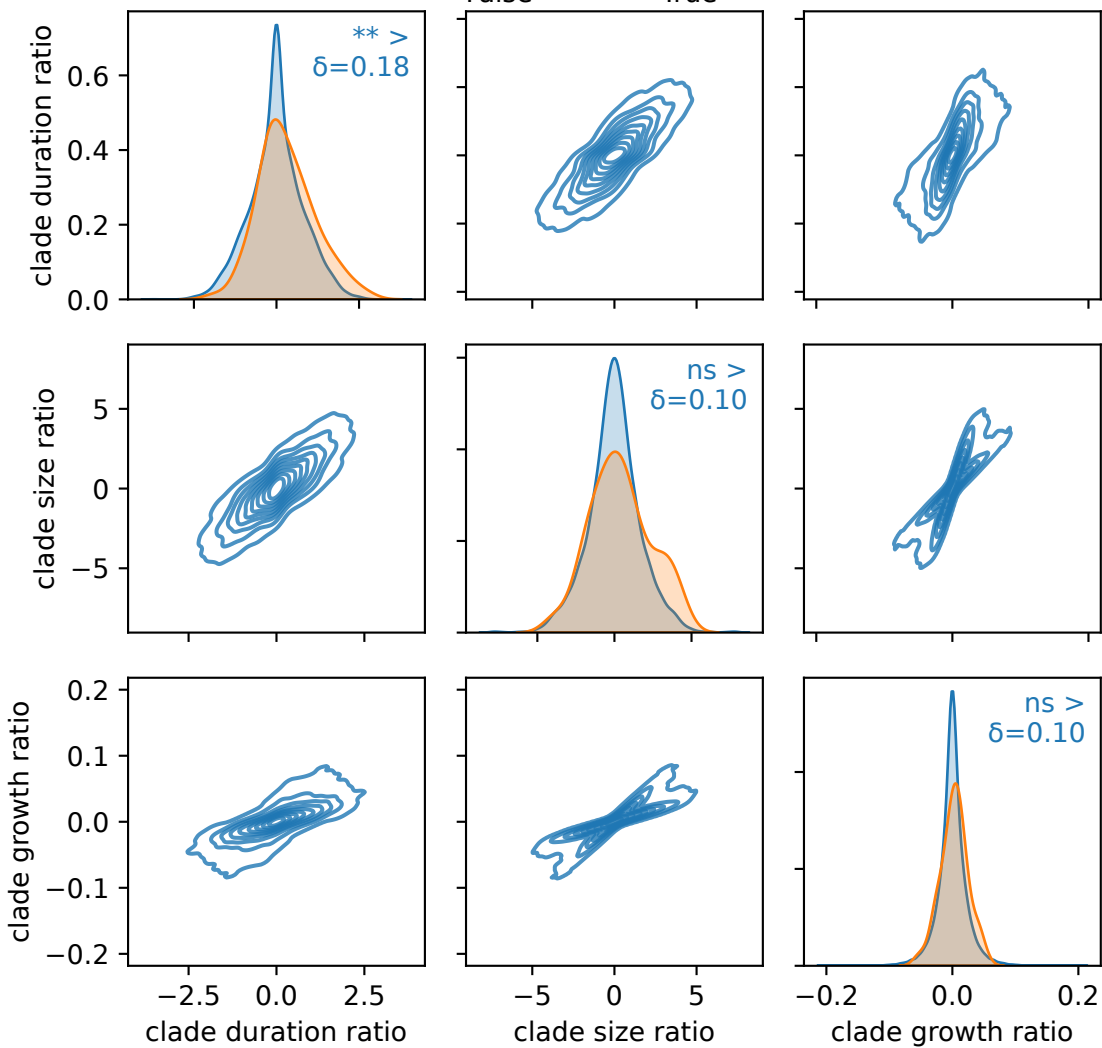 clade duration ratio
0.6
0.4
0.2
0.0
** >
δ=0.18
clade size ratio
5
0
−5
ns >
δ=0.10
clade growth ratio
0.2
0.1
0.0
−0.1
−0.2
ns >
δ=0.10
−2.5 0.0 2.5
−5 0 5
−0.2 0.0 0.2
clade duration ratio
clade size ratio
clade growth ratio